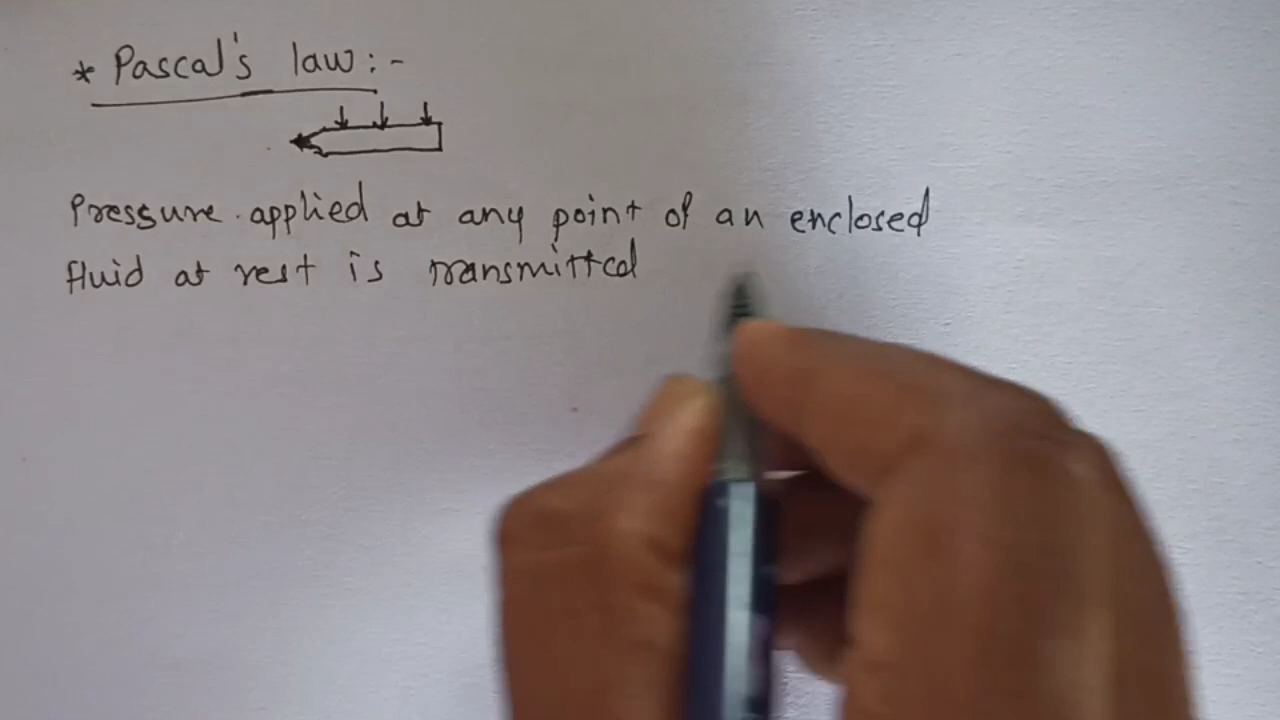 * Pascal's law:-
Pressure applied at any point of an enclosed
fluid at rest is transmitted